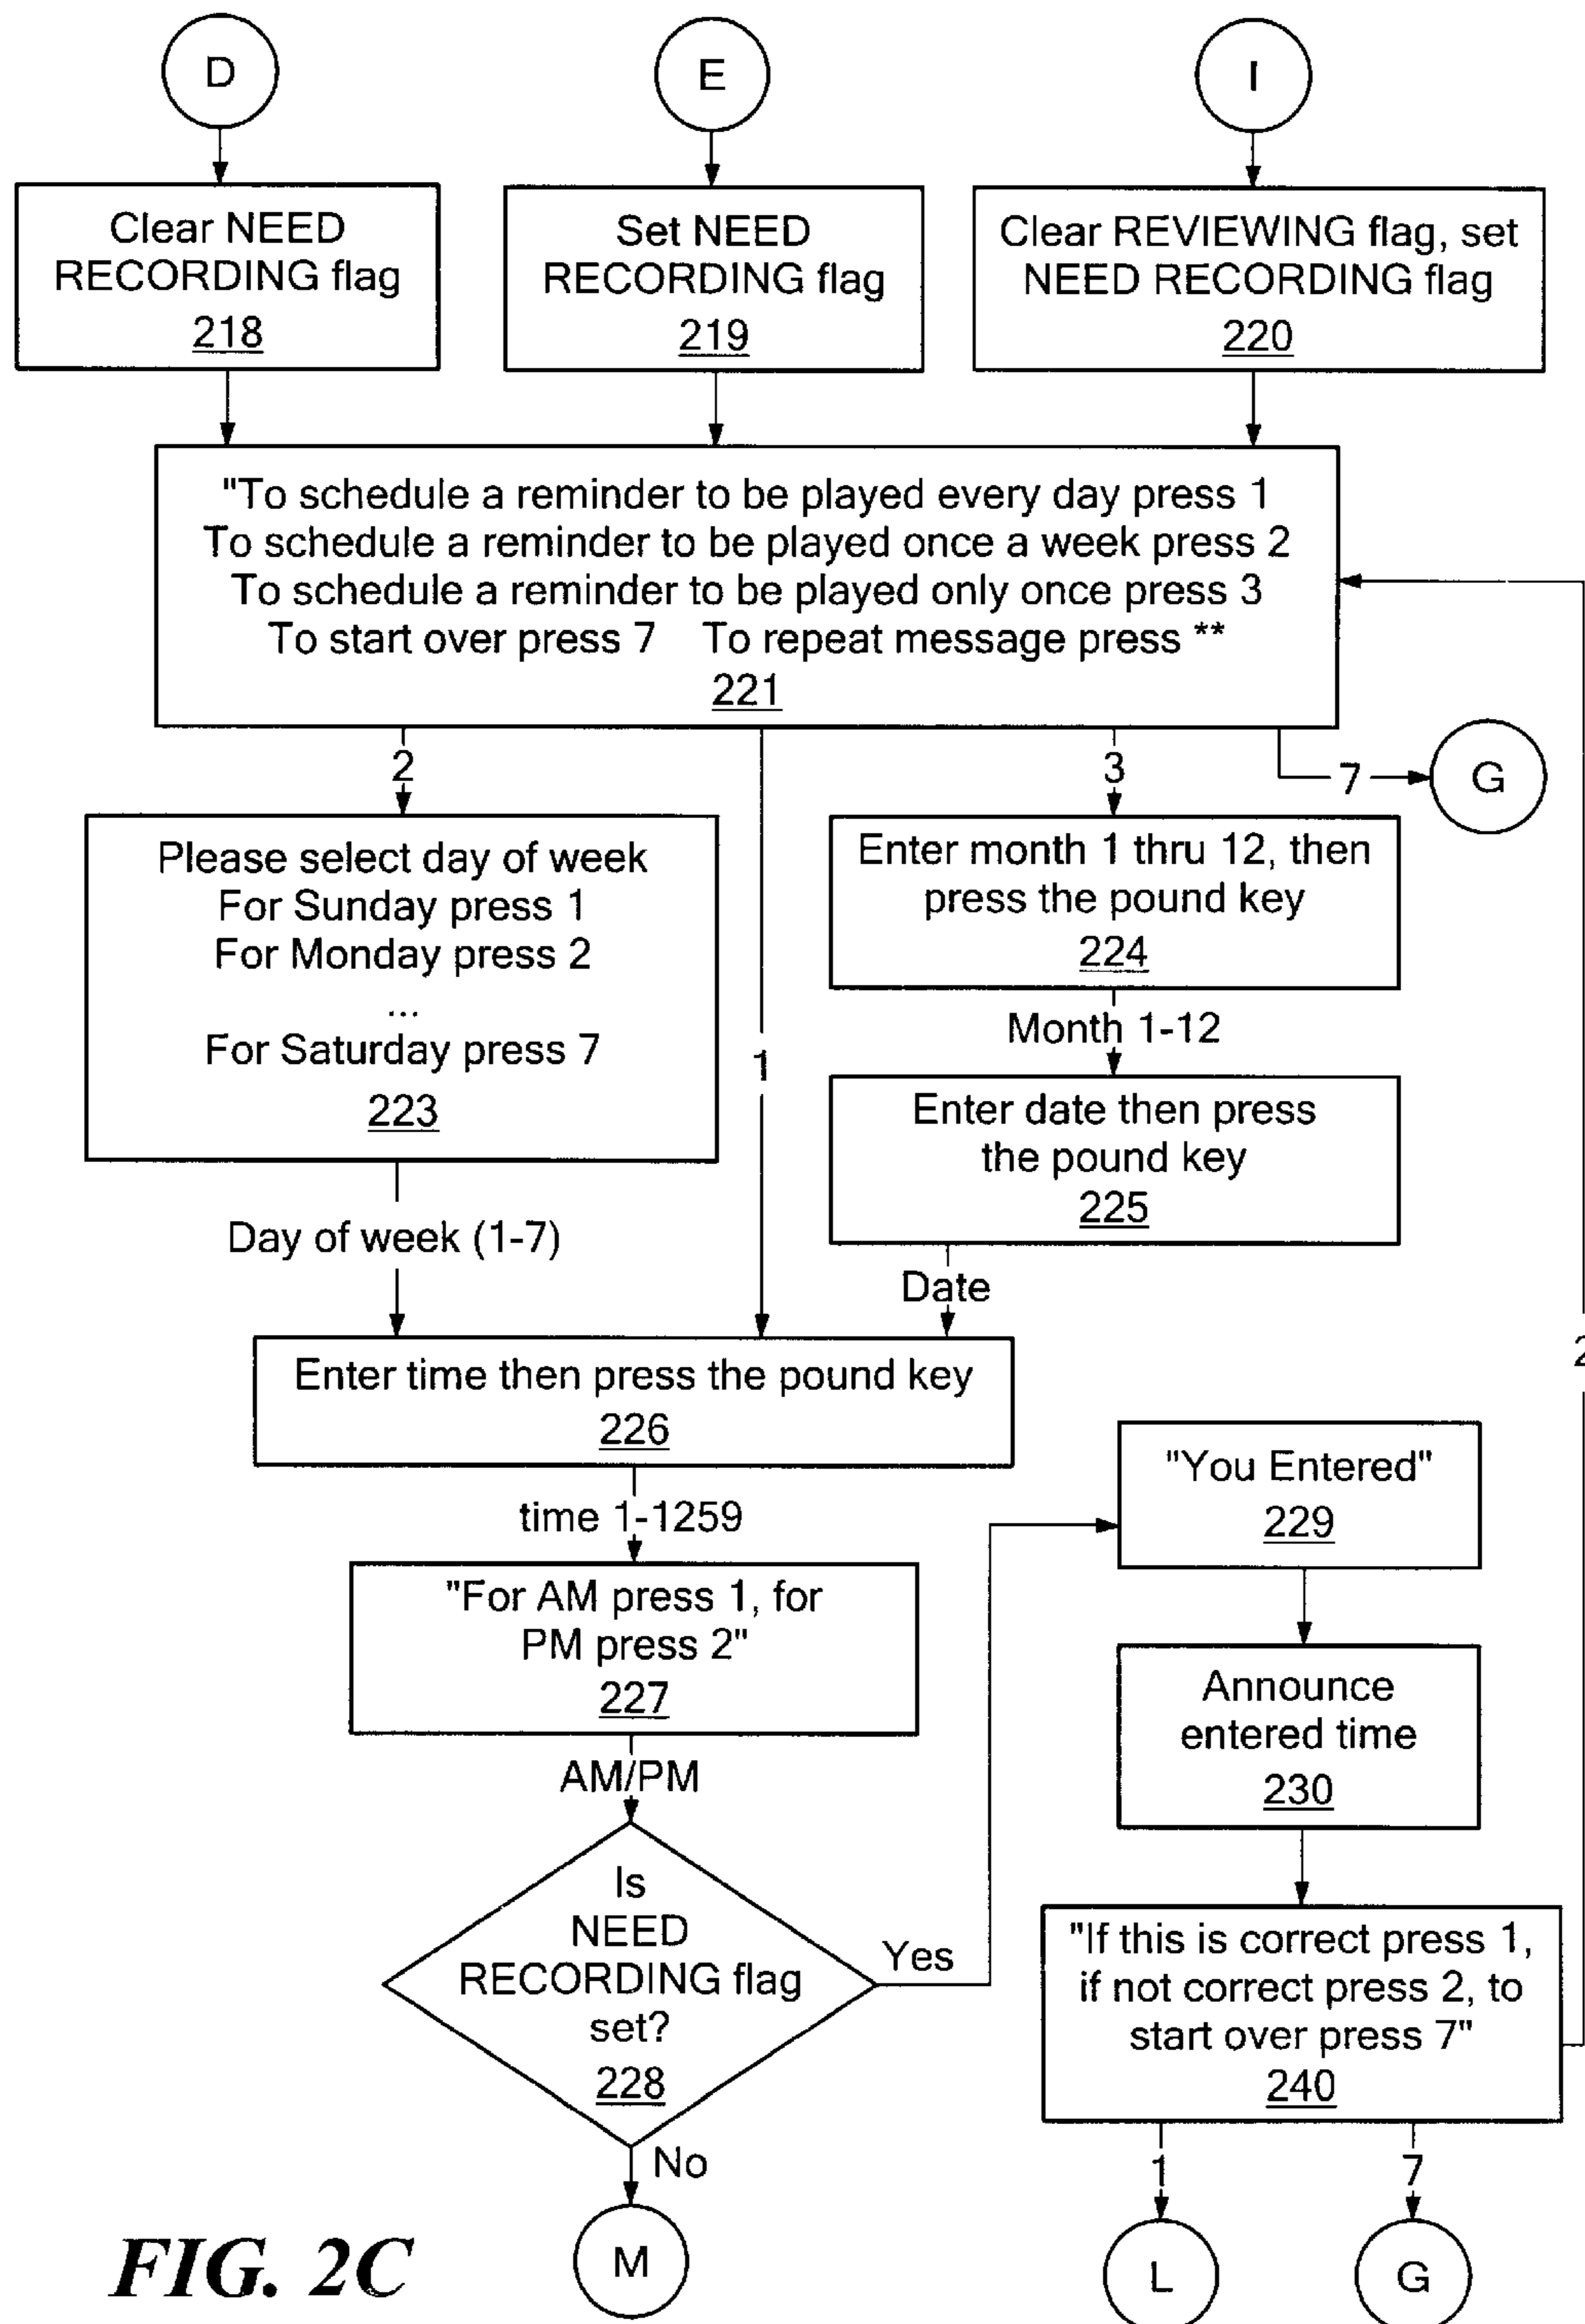 D
E
I
Clear NEED
RECORDING flag
218
Set NEED
RECORDING flag
219
Clear REVIEWING flag, set
NEED RECORDING flag
220
"To schedule a reminder to be played every day press 1
To schedule a reminder to be played once a week press 2
To schedule a reminder to be played only once press 3
To start over press 7 To repeat message press **
221
2
1
3
7
G
Please select day of week
For Sunday press 1
For Monday press 2
...
For Saturday press 7
223
Day of week (1-7)
Enter month 1 thru 12, then
press the pound key
224
Month 1-12
Enter date then press
the pound key
225
Date
Enter time then press the pound key
226
time 1-1259
"For AM press 1, for
PM press 2"
227
AM/PM
Is
NEED
RECORDING flag
set?
228
Yes
No
M
"You Entered"
229
Announce
entered time
230
"If this is correct press 1,
if not correct press 2, to
start over press 7"
240
2
1
7
L
G
FIG. 2C